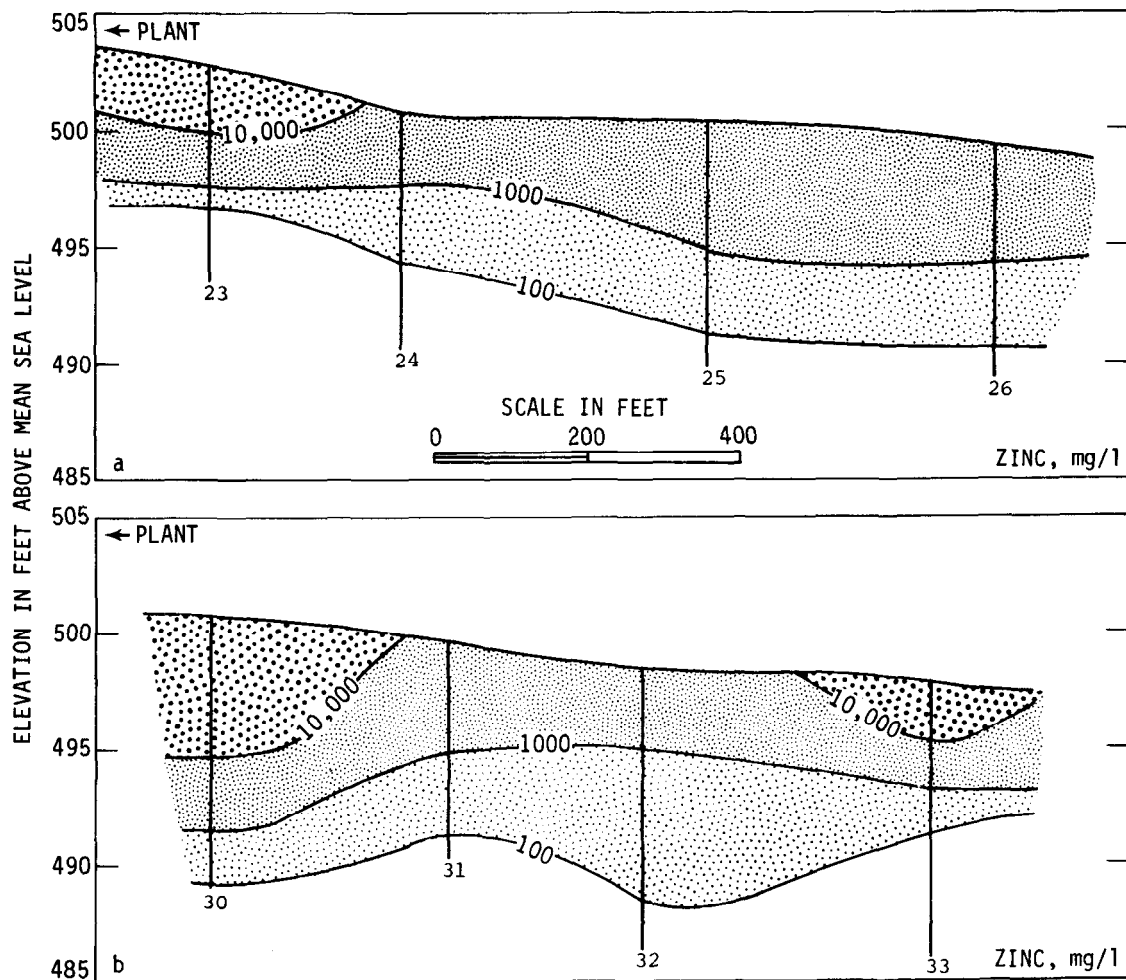 ELEVATION IN FEET ABOVE MEAN SEA LEVEL
505
← PLANT
500
10,000
1000
495
23
100
490
24
25
26
SCALE IN FEET
0 200 400
485
a
ZINC, mg/l
505
← PLANT
500
10,000
10,000
495
1000
490
100
30
31
32
33
485
b
ZINC, mg/l